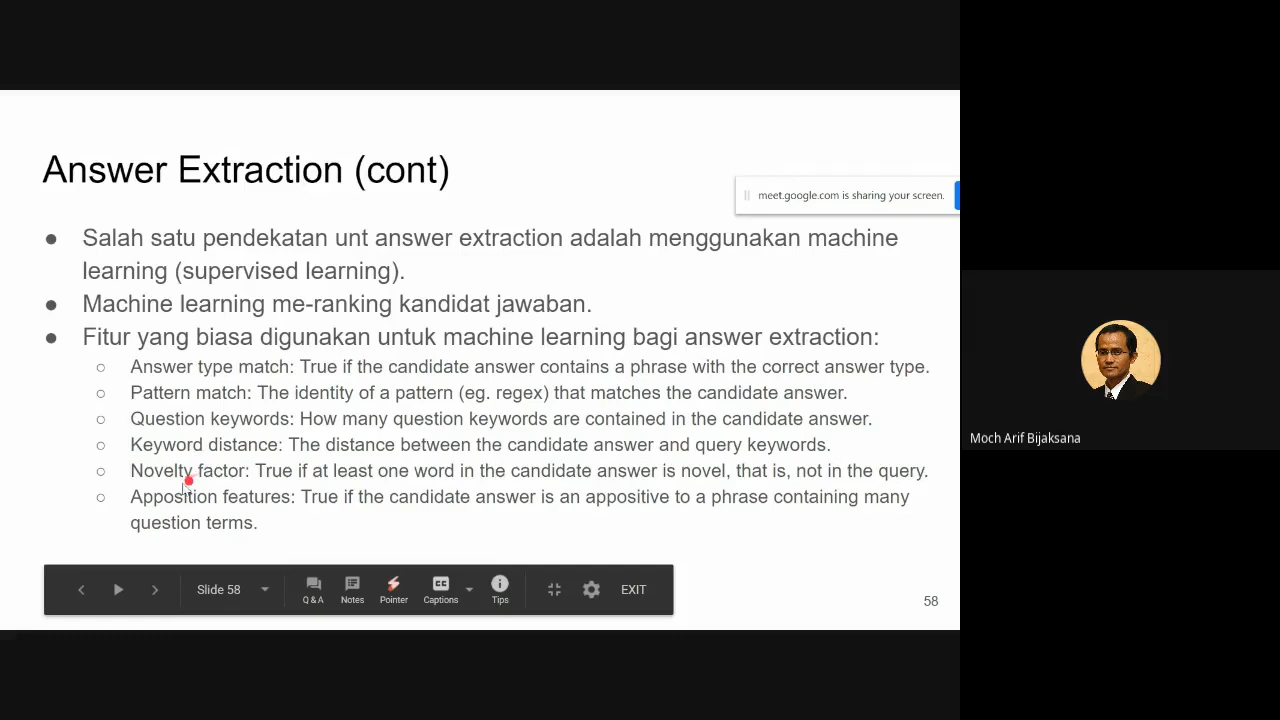 Answer Extraction (cont)
meet.google.com is sharing your screen.
● Salah satu pendekatan unt answer extraction adalah menggunakan machine
learning (supervised learning).
● Machine learning me-ranking kandidat jawaban.
● Fitur yang biasa digunakan untuk machine learning bagi answer extraction:
○ Answer type match: True if the candidate answer contains a phrase with the correct answer type.
○ Pattern match: The identity of a pattern (eg. regex) that matches the candidate answer.
○ Question keywords: How many question keywords are contained in the candidate answer.
○ Keyword distance: The distance between the candidate answer and query keywords.
○ Novelty factor: True if at least one word in the candidate answer is novel, that is, not in the query.
○ Apposition features: True if the candidate answer is an appositive to a phrase containing many
question terms.
Slide 58
Q & A
Notes
Pointer
CC
Captions
Tips
EXIT
58
Moch Arif Bijaksana